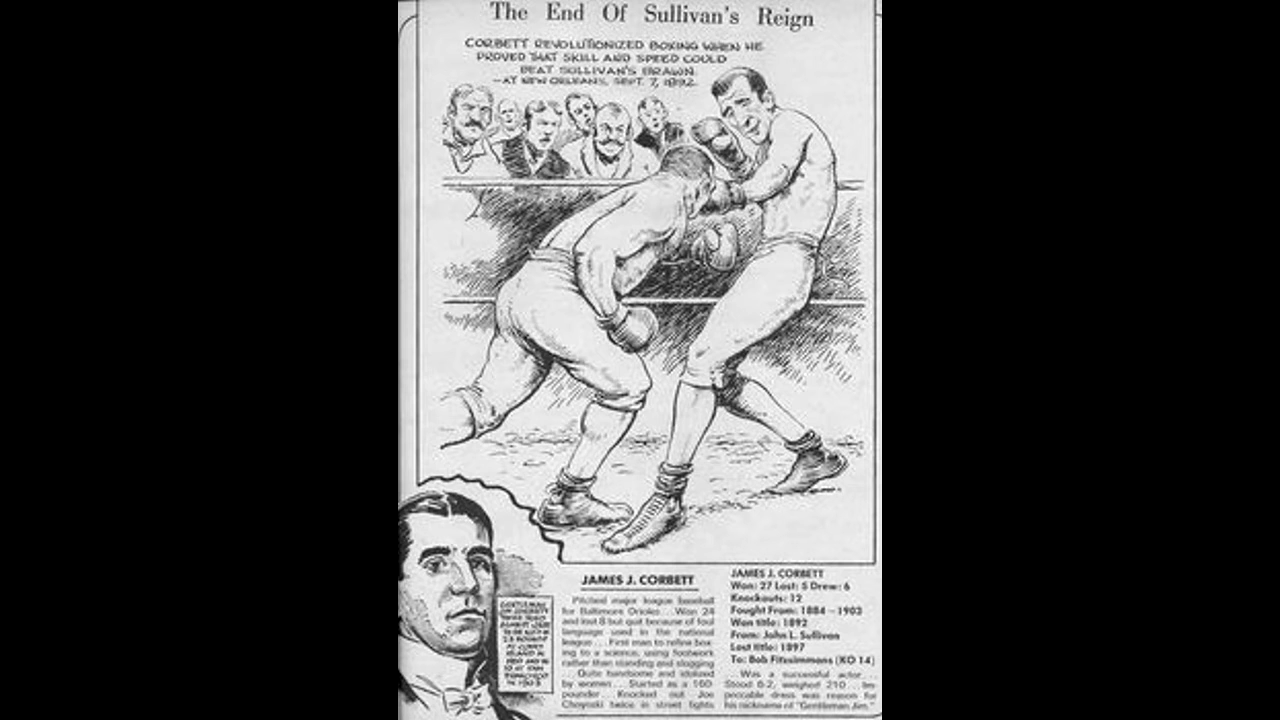 The End Of Sullivan's Reign
CORBETT REVOLUTIONIZED BOXING WHEN HE
PROVED THAT SKILL AND SPEED COULD
BEAT SULLIVAN'S BRAWN.
—AT NEW ORLEANS, SEPT. 7, 1892.
GENTLEMAN
JIM CORBETT
TWICE TRIED
JAMES J. CORBETT
Pitched major league baseball
for Baltimore Orioles ... Won 24
and lost 8 but quit because of foul
language used in the national
league ... First man to refine box-
ing to a science, using footwork
rather than standing and slugging
... Quite handsome and idolized
by women ... Started as a 160-
pounder ... Knocked out Joe
Choynski twice in street fights
JAMES J. CORBETT
Won: 27 Lost: 5 Drew: 6
Knockouts: 12
Fought From: 1884 - 1903
Won title: 1892
From: John L. Sullivan
Lost title: 1897
To: Bob Fitzsimmons (KO 14)
Was a successful actor ...
Stood 6-2, weighed 210 ... Im-
peccable dress was reason for
his nickname of "Gentleman Jim."